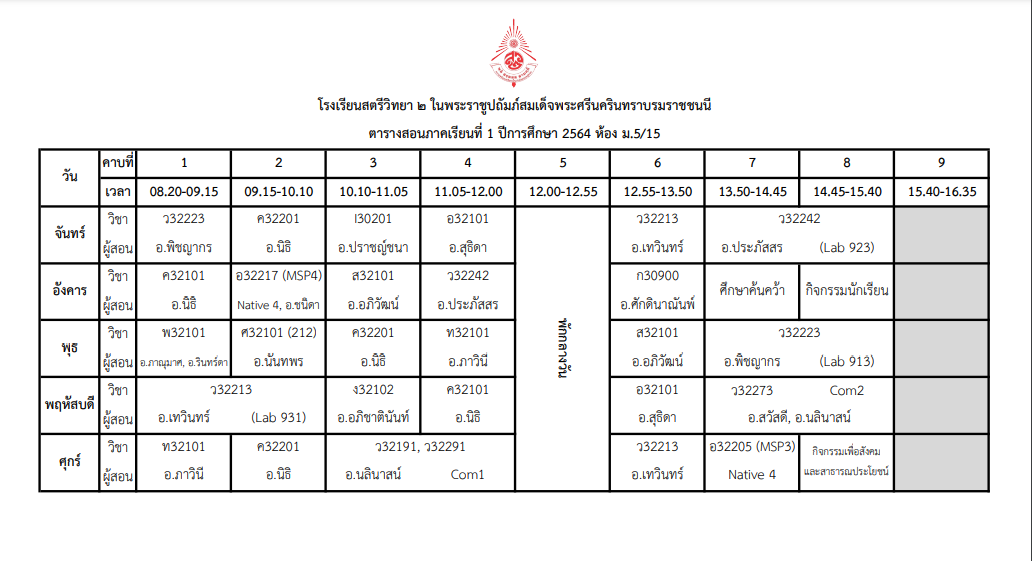 โรงเรียนสตรีวิทยา ๒ ในพระราชูปถัมภ์สมเด็จพระศรีนครินทราบรมราชชนนี
ตารางสอนภาคเรียนที่ 1 ปีการศึกษา 2564 ห้อง ม.5/15
วัน คาบที่ 1 2 3 4 5 6 7 8 9
เวลา 08.20-09.15 09.15-10.10 10.10-11.05 11.05-12.00 12.00-12.55 12.55-13.50 13.50-14.45 14.45-15.40 15.40-16.35
จันทร์ วิชา ว32223 ค32201 I30201 อ32101 ว32213 ว32242
ผู้สอน อ.พิชญากร อ.นิธิ อ.ปราชญ์ชนา อ.สุธิดา อ.เทวินทร์ อ.ประภัสสร (Lab 923)
อังคาร วิชา ค32101 อ32217 (MSP4) ส32101 ว32242 ก30900 ศึกษาค้นคว้า กิจกรรมนักเรียน
ผู้สอน อ.นิธิ Native 4, อ.ชนิดา อ.อภิวัฒน์ อ.ประภัสสร อ.ศักดินาณันพ์
พักกลางวัน
พุธ วิชา พ32101 ศ32101 (212) ค32201 ท32101 ส32101 ว32223
ผู้สอน อ.ภาณุมาศ, อ.รินทร์ดา อ.นันทพร อ.นิธิ อ.ภาวินี อ.อภิวัฒน์ อ.พิชญากร (Lab 913)
พฤหัสบดี วิชา ว32213 ง32102 ค32101 อ32101 ว32273 Com2
ผู้สอน อ.เทวินทร์ (Lab 931) อ.อภิชาตินันท์ อ.นิธิ อ.สุธิดา อ.สวัสดี, อ.นลินาสน์
ศุกร์ วิชา ท32101 ค32201 ว32191, ว32291 ว32213 อ32205 (MSP3) กิจกรรมเพื่อสังคม
ผู้สอน อ.ภาวินี อ.นิธิ อ.นลินาสน์ Com1 อ.เทวินทร์ Native 4 และสาธารณประโยชน์